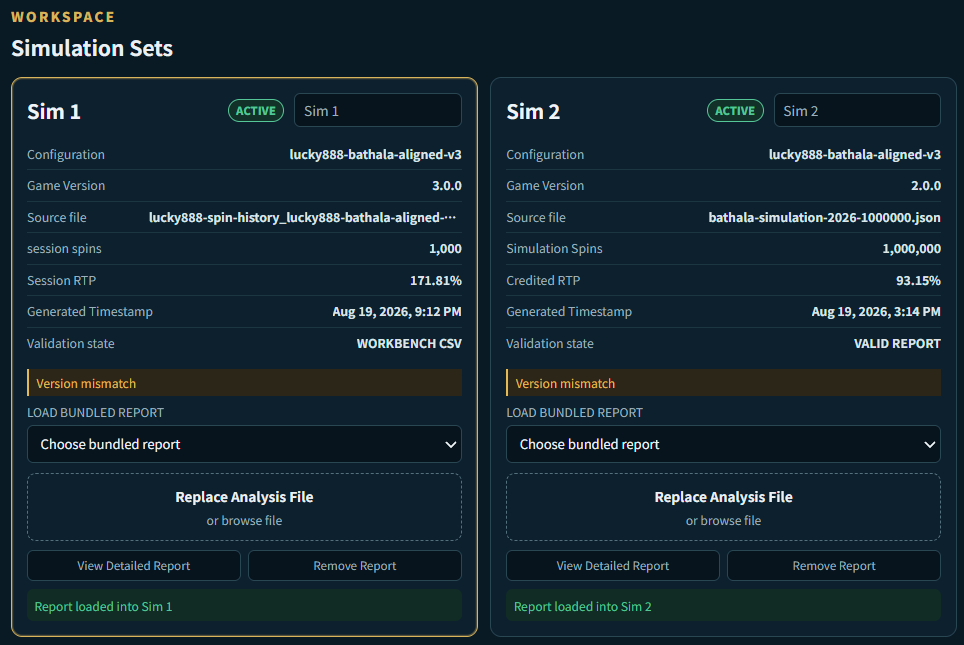 WORKSPACE
Simulation Sets
Sim 1
ACTIVE
Sim 1
Configuration
lucky888-bathala-aligned-v3
Game Version
3.0.0
Source file
lucky888-spin-history_lucky888-bathala-aligned-···
session spins
1,000
Session RTP
171.81%
Generated Timestamp
Aug 19, 2026, 9:12 PM
Validation state
WORKBENCH CSV
Version mismatch
LOAD BUNDLED REPORT
Choose bundled report
Replace Analysis File
or browse file
View Detailed Report
Remove Report
Report loaded into Sim 1
Sim 2
ACTIVE
Sim 2
Configuration
lucky888-bathala-aligned-v3
Game Version
2.0.0
Source file
bathala-simulation-2026-1000000.json
Simulation Spins
1,000,000
Credited RTP
93.15%
Generated Timestamp
Aug 19, 2026, 3:14 PM
Validation state
VALID REPORT
Version mismatch
LOAD BUNDLED REPORT
Choose bundled report
Replace Analysis File
or browse file
View Detailed Report
Remove Report
Report loaded into Sim 2